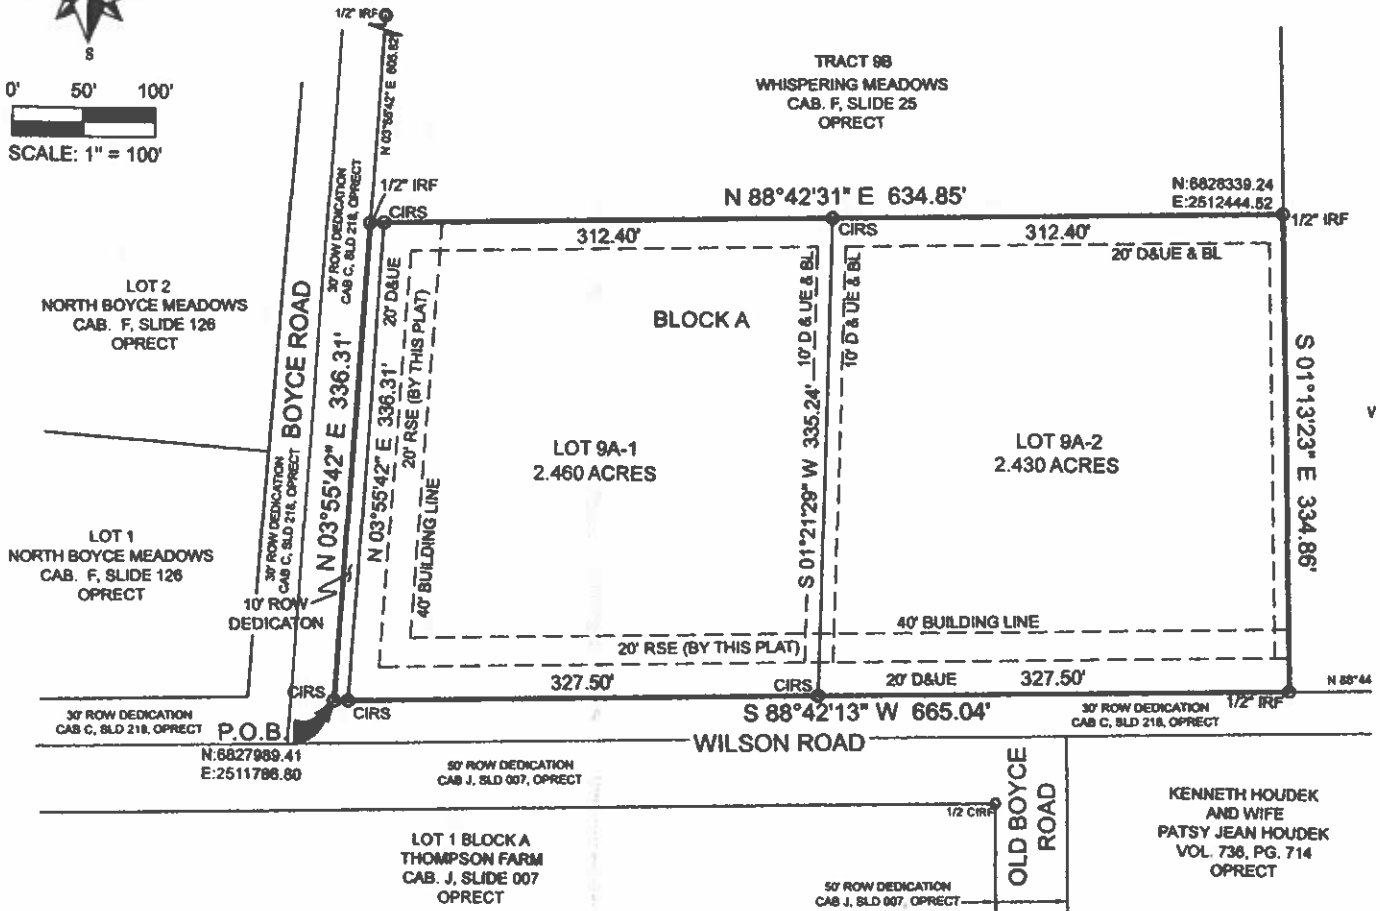 S
0' 50' 100'
SCALE: 1" = 100'
1/2" IRF
N 03°55'42" E 606.82'
30' ROW DEDICATION
CAB C, SLD 218, OPRECT
1/2" IRF
CIRS
TRACT 9B
WHISPERING MEADOWS
CAB. F, SLIDE 25
OPRECT
N 88°42'31" E 634.85'
N:6828339.24
E:2512444.52
1/2" IRF
312.40'
CIRS
312.40'
20' D&UE & BL
LOT 2
NORTH BOYCE MEADOWS
CAB. F, SLIDE 126
OPRECT
BOYCE ROAD
N 03°55'42" E 336.31'
20' D&UE
N 03°55'42" E 336.31'
20' RSE (BY THIS PLAT)
40' BUILDING LINE
BLOCK A
10' D & UE & BL
10' D & UE & BL
S 01°21'29" W 335.24'
S 01°13'23" E 334.86'
V
LOT 9A-1
2.460 ACRES
LOT 9A-2
2.430 ACRES
30' ROW DEDICATION
CAB C, SLD 218, OPRECT
LOT 1
NORTH BOYCE MEADOWS
CAB. F, SLIDE 126
OPRECT
10' ROW
DEDICATON
40' BUILDING LINE
20' RSE (BY THIS PLAT)
CIRS
CIRS
327.50'
CIRS
20' D&UE
327.50'
1/2" IRF
N 88°44
30' ROW DEDICATION
CAB C, SLD 218, OPRECT
P.O.B.
N:6827989.41
E:2511786.80
S 88°42'13" W 665.04'
30' ROW DEDICATION
CAB C, SLD 218, OPRECT
WILSON ROAD
50' ROW DEDICATION
CAB J, SLD 007, OPRECT
OLD BOYCE
ROAD
1/2 CIRF
LOT 1 BLOCK A
THOMPSON FARM
CAB. J, SLIDE 007
OPRECT
50' ROW DEDICATION
CAB J, SLD 007, OPRECT
KENNETH HOUDEK
AND WIFE
PATSY JEAN HOUDEK
VOL. 736, PG. 714
OPRECT